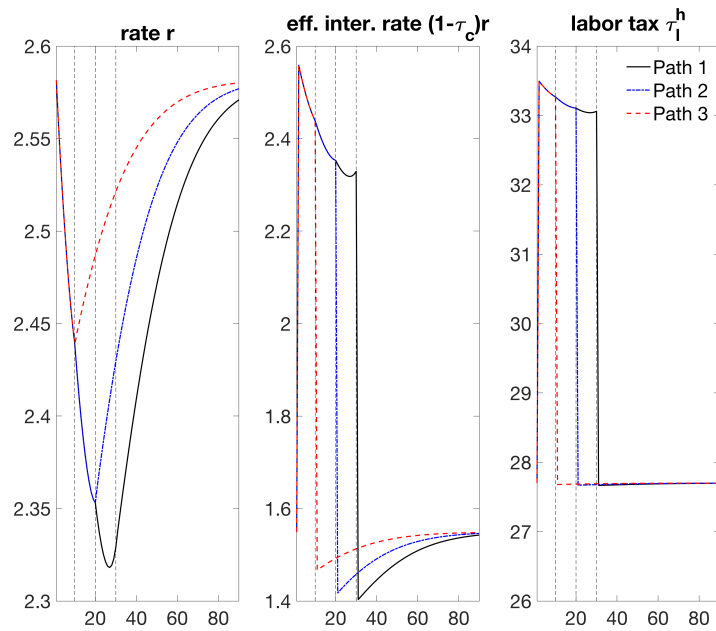 rate r
2.6
2.55
2.5
2.45
2.4
2.35
2.3
20 40 60 80
eff. inter. rate (1-τc)r
2.6
2.4
2.2
2
1.8
1.6
1.4
20 40 60 80
labor tax τlh
34
33
32
31
30
29
28
27
26
20 40 60 80
Path 1
Path 2
Path 3